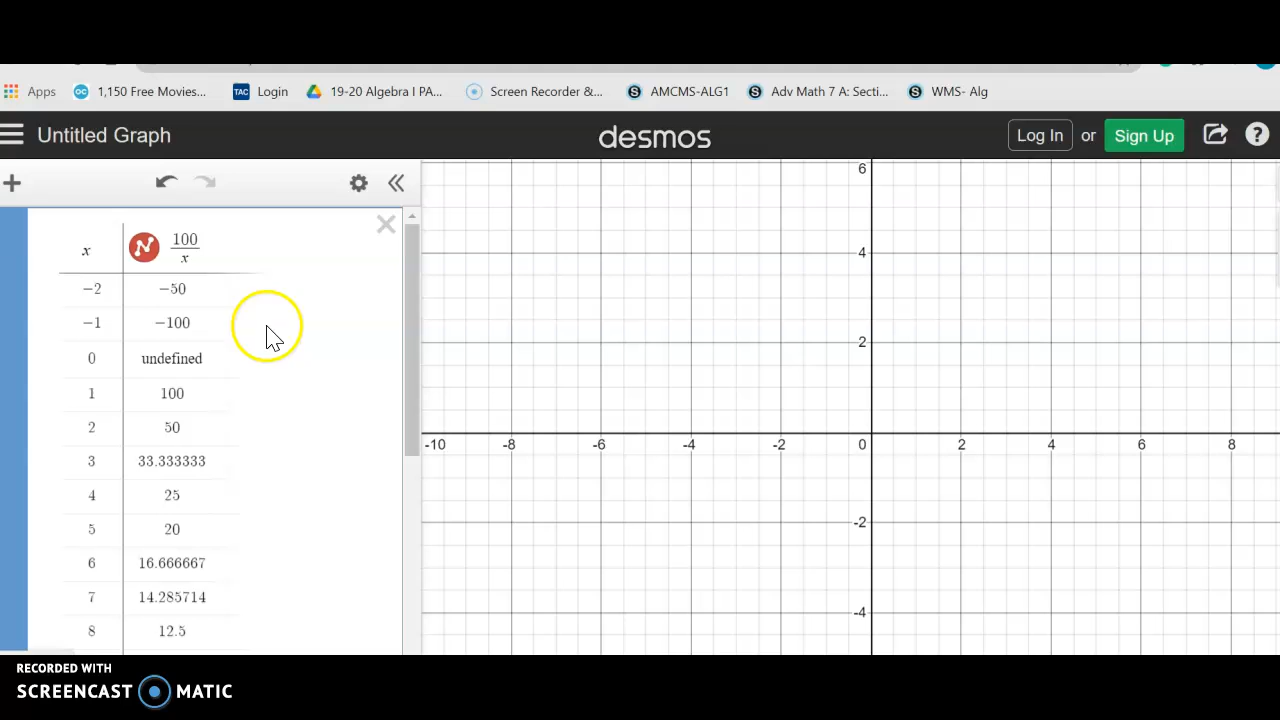 Apps 1,150 Free Movies... TAC Login 19-20 Algebra I PA... Screen Recorder &... AMCMS-ALG1 Adv Math 7 A: Secti... WMS- Alg
Untitled Graph desmos Log In or Sign Up
x 100/x
-2 -50
-1 -100
0 undefined
1 100
2 50
3 33.333333
4 25
5 20
6 16.666667
7 14.285714
8 12.5
6
4
2
-10 -8 -6 -4 -2 0 2 4 6 8
-2
-4
RECORDED WITH
SCREENCAST MATIC